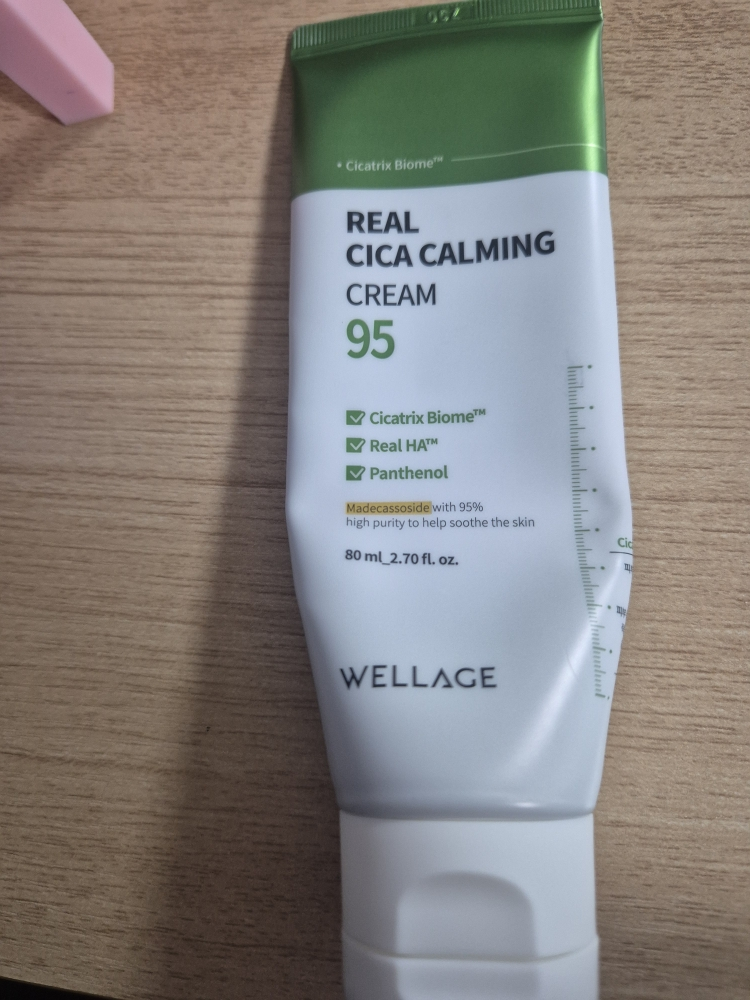 • Cicatrix Biome™
REAL
CICA CALMING
CREAM
95
Cicatrix Biome™
Real HA™
Panthenol
Madecassoside with 95%
high purity to help soothe the skin
80 ml_2.70 fl. oz.
WELLAGE